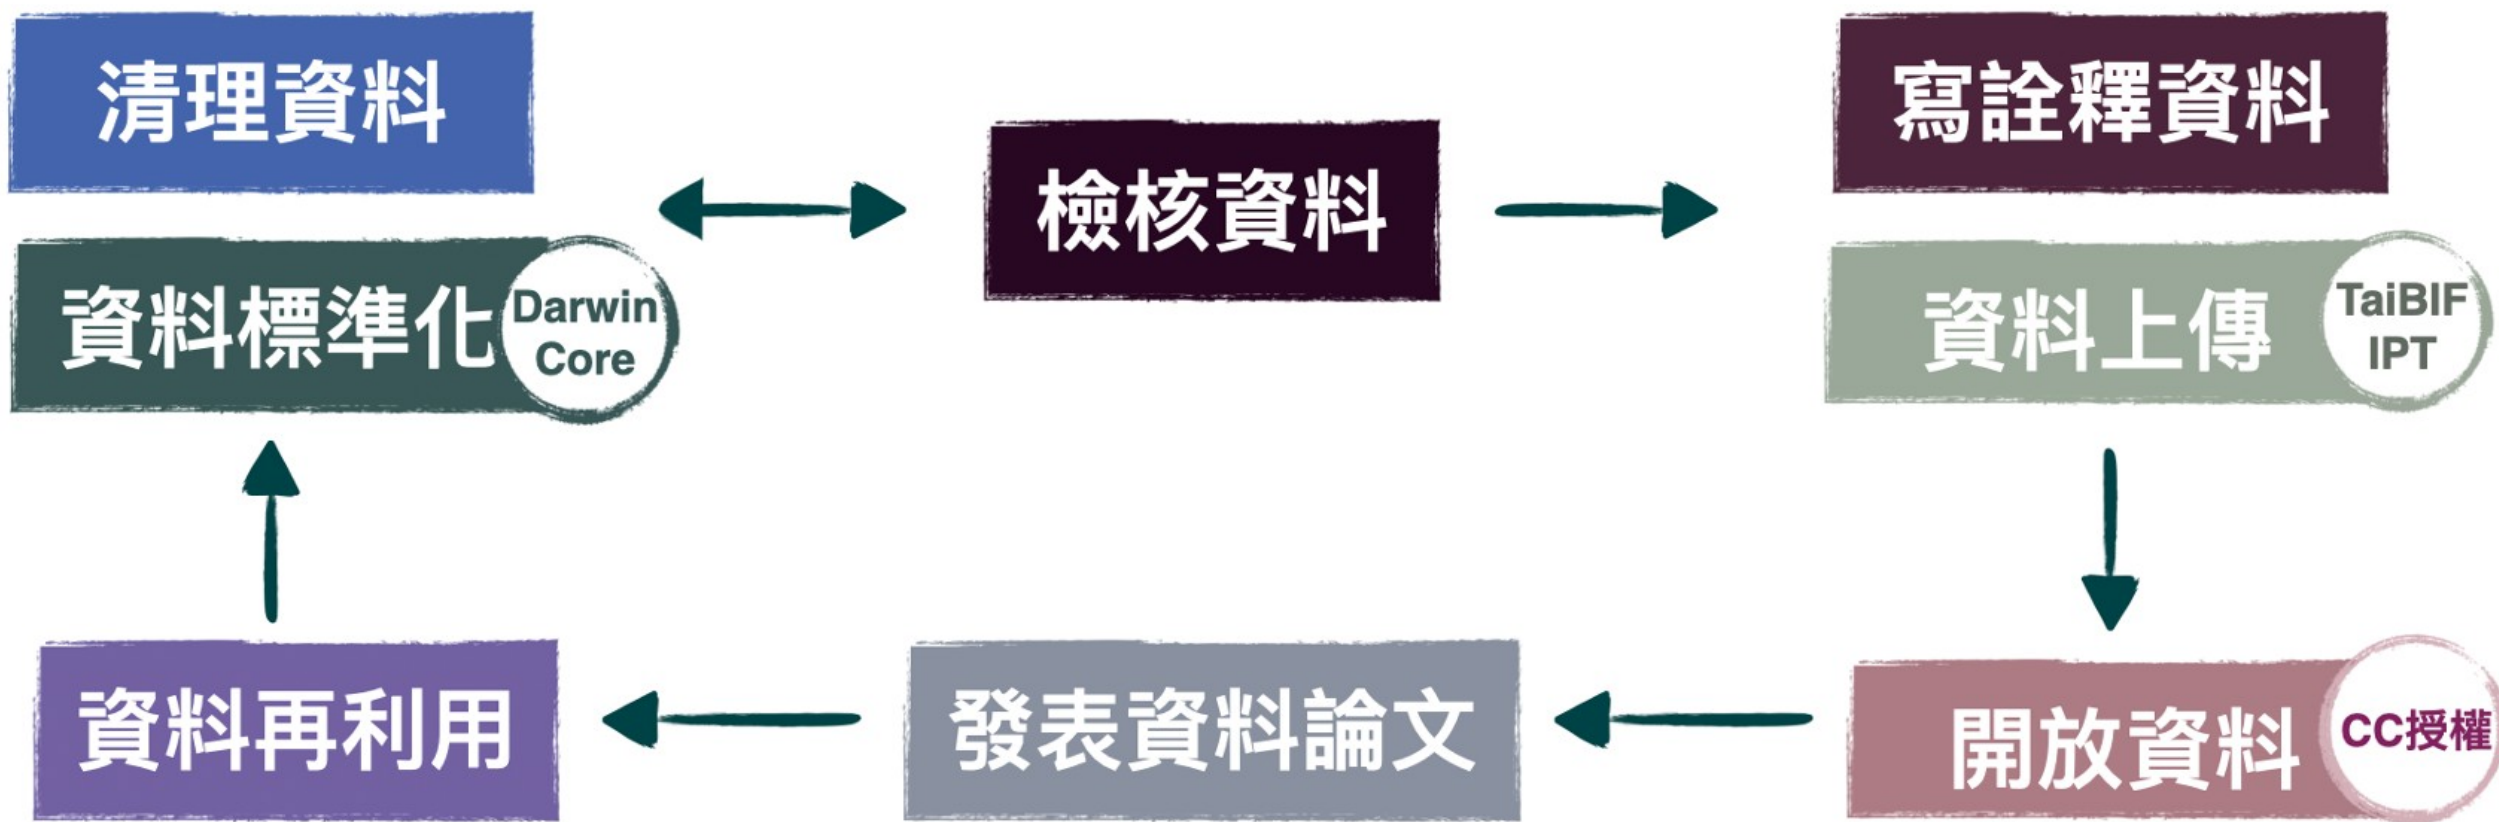 清理資料
資料標準化
Darwin
Core
檢核資料
寫詮釋資料
資料上傳
TaiBIF
IPT
開放資料
CC授權
發表資料論文
資料再利用